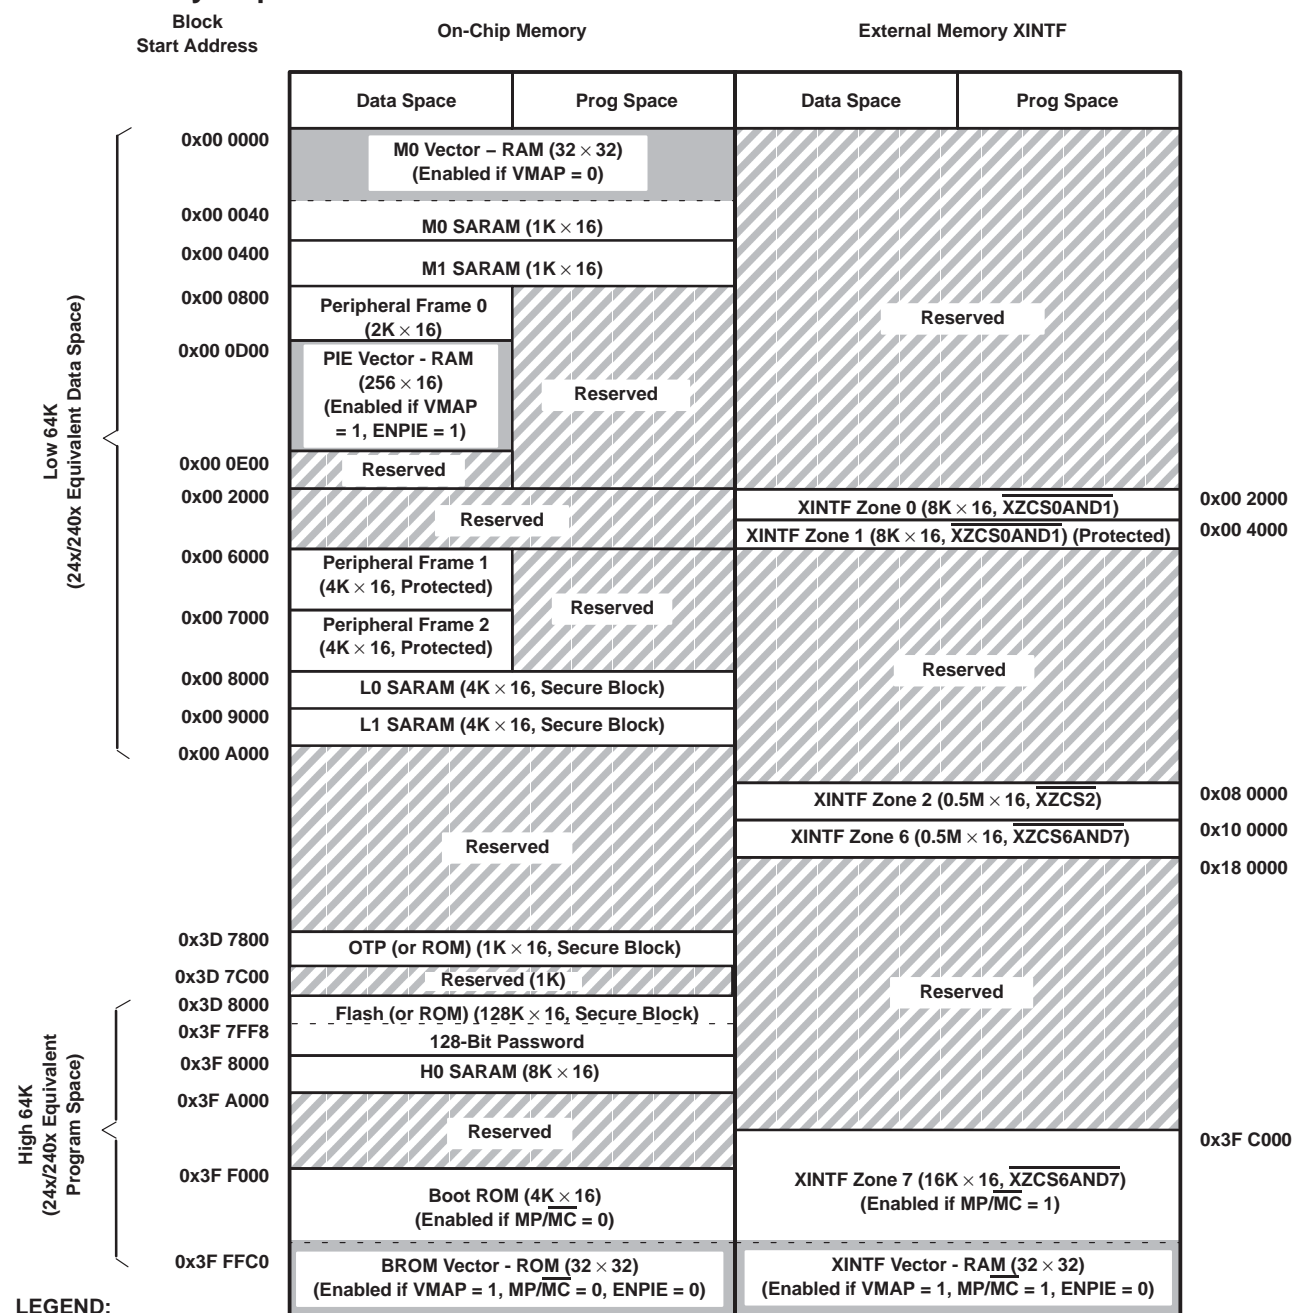 Block
Start Address
On-Chip Memory
External Memory XINTF
Data Space
Prog Space
Data Space
Prog Space
Low 64K
(24x/240x Equivalent Data Space)
0x00 0000
M0 Vector – RAM (32 × 32)
(Enabled if VMAP = 0)
0x00 0040
M0 SARAM (1K × 16)
0x00 0400
M1 SARAM (1K × 16)
0x00 0800
Peripheral Frame 0
(2K × 16)
0x00 0D00
PIE Vector - RAM
(256 × 16)
(Enabled if VMAP
= 1, ENPIE = 1)
Reserved
Reserved
0x00 0E00
Reserved
0x00 2000
Reserved
XINTF Zone 0 (8K × 16, XZCS0AND1)
0x00 2000
XINTF Zone 1 (8K × 16, XZCS0AND1) (Protected)
0x00 4000
0x00 6000
Peripheral Frame 1
(4K × 16, Protected)
Reserved
0x00 7000
Peripheral Frame 2
(4K × 16, Protected)
Reserved
0x00 8000
L0 SARAM (4K × 16, Secure Block)
0x00 9000
L1 SARAM (4K × 16, Secure Block)
0x00 A000
Reserved
XINTF Zone 2 (0.5M × 16, XZCS2)
0x08 0000
XINTF Zone 6 (0.5M × 16, XZCS6AND7)
0x10 0000
0x18 0000
0x3D 7800
OTP (or ROM) (1K × 16, Secure Block)
0x3D 7C00
Reserved (1K)
Reserved
High 64K
(24x/240x Equivalent
Program Space)
0x3D 8000
Flash (or ROM) (128K × 16, Secure Block)
0x3F 7FF8
128-Bit Password
0x3F 8000
H0 SARAM (8K × 16)
0x3F A000
Reserved
0x3F C000
0x3F F000
Boot ROM (4K × 16)
(Enabled if MP/MC = 0)
XINTF Zone 7 (16K × 16, XZCS6AND7)
(Enabled if MP/MC = 1)
0x3F FFC0
BROM Vector - ROM (32 × 32)
(Enabled if VMAP = 1, MP/MC = 0, ENPIE = 0)
XINTF Vector - RAM (32 × 32)
(Enabled if VMAP = 1, MP/MC = 1, ENPIE = 0)
LEGEND: